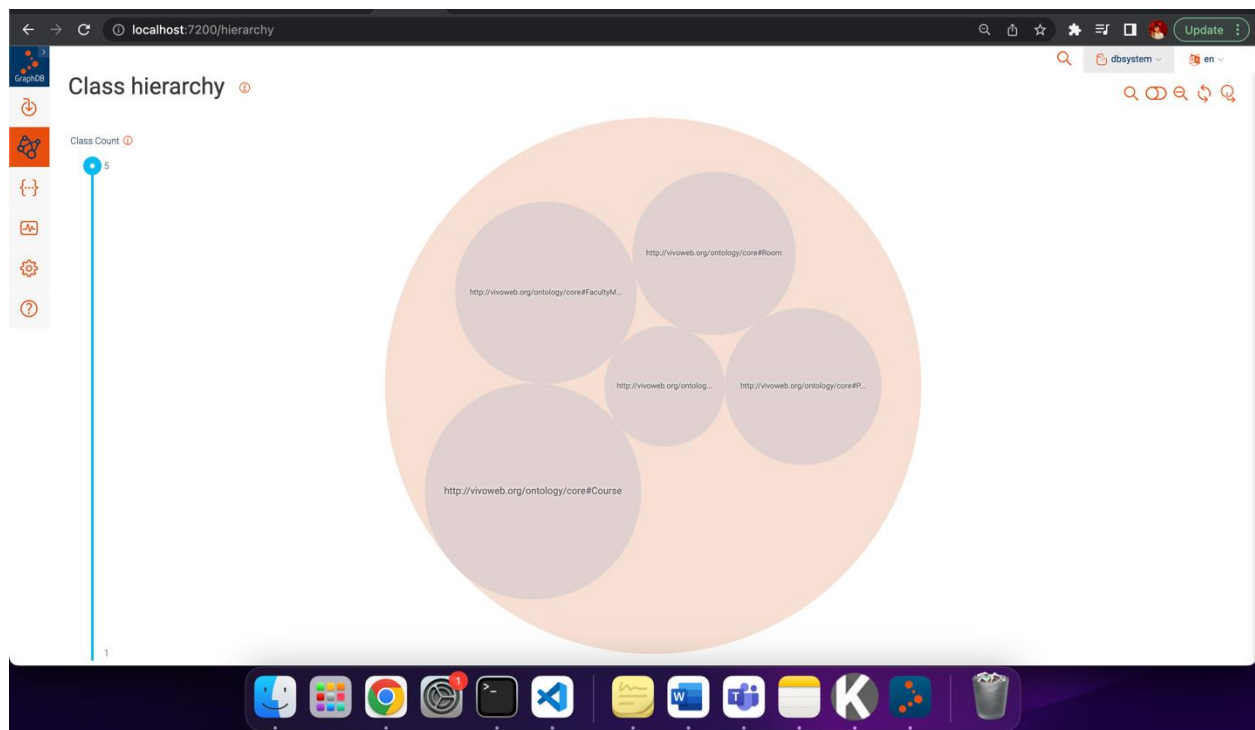 localhost:7200/hierarchy
Update
GraphDB
dbsystem
en
Class hierarchy
Class Count
5
http://vivoweb.org/ontology/core#Room
http://vivoweb.org/ontology/core#FacultyM...
http://vivoweb.org/ontolog...
http://vivoweb.org/ontology/core#P...
http://vivoweb.org/ontology/core#Course
1
1
W
T
K